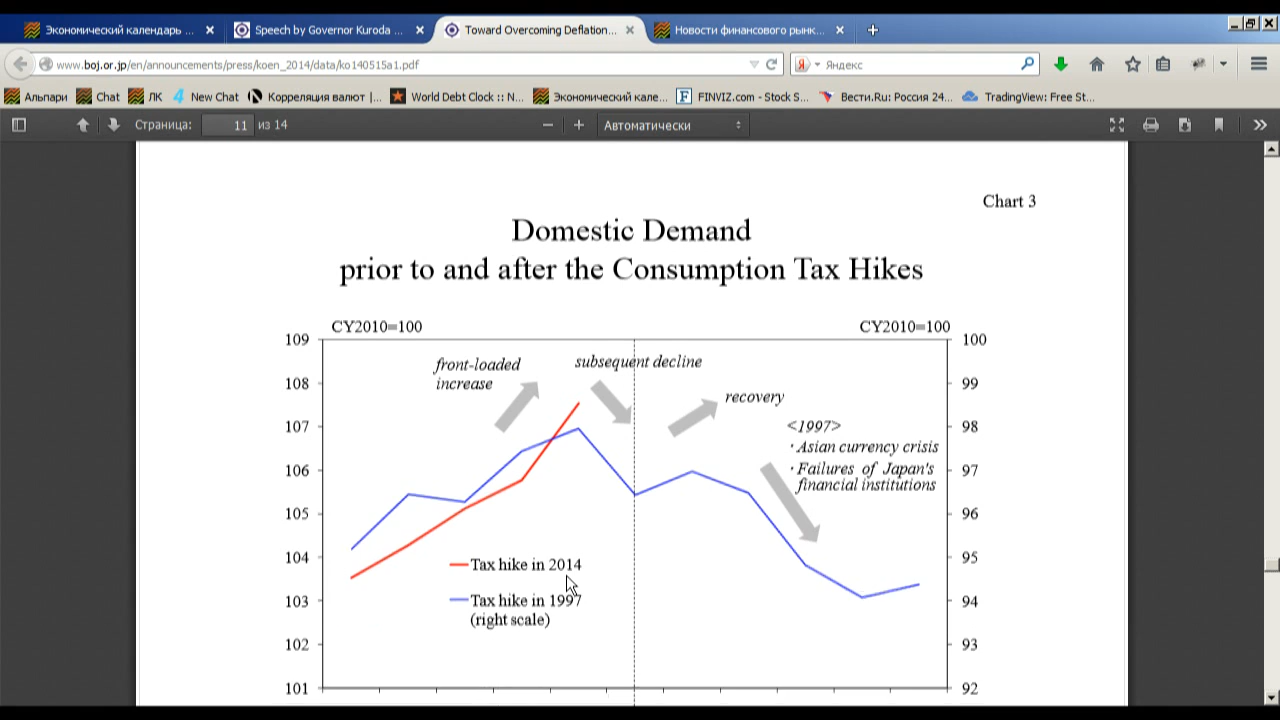 Экономический календарь ...
Speech by Governor Kuroda ...
Toward Overcoming Deflation...
Новости финансового рынк...
www.boj.or.jp/en/announcements/press/koen_2014/data/ko140515a1.pdf
Яндекс
Альпари
Chat
ЛК
New Chat
Корреляция валют |...
World Debt Clock :: N...
Экономический кале...
FINVIZ.com - Stock S...
Вести.Ru: Россия 24...
TradingView: Free St...
Страница:
11
из 14
Автоматически
Chart 3
Domestic Demand
prior to and after the Consumption Tax Hikes
CY2010=100
CY2010=100
109
100
front-loaded
increase
subsequent decline
108
99
recovery
107
98
<1997>
・Asian currency crisis
・Failures of Japan's
financial institutions
106
97
105
96
104
95
Tax hike in 2014
103
94
Tax hike in 1997
(right scale)
102
93
101
92